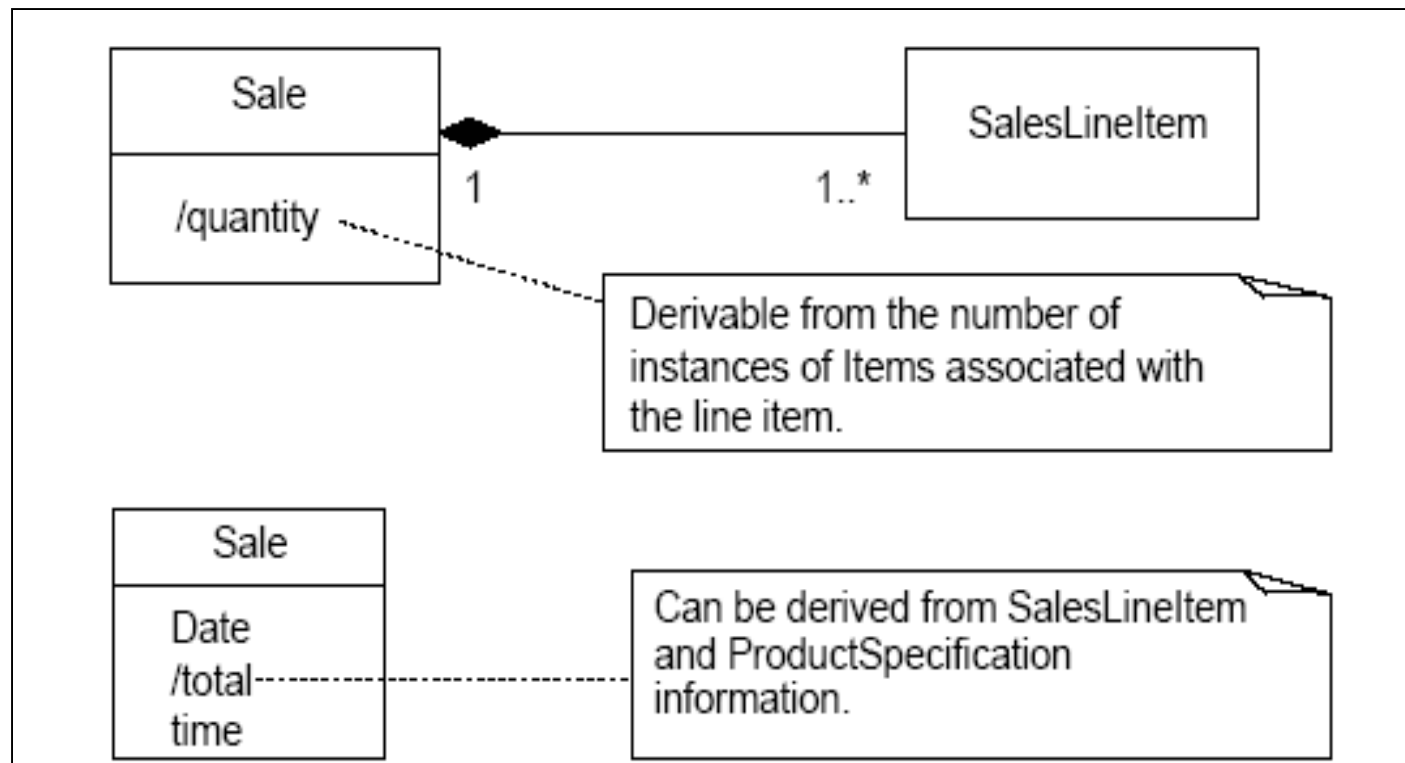 Sale
SalesLineItem
1
1..*
/quantity
Derivable from the number of
instances of Items associated with
the line item.
Sale
Date
/total
time
Can be derived from SalesLineItem
and ProductSpecification
information.